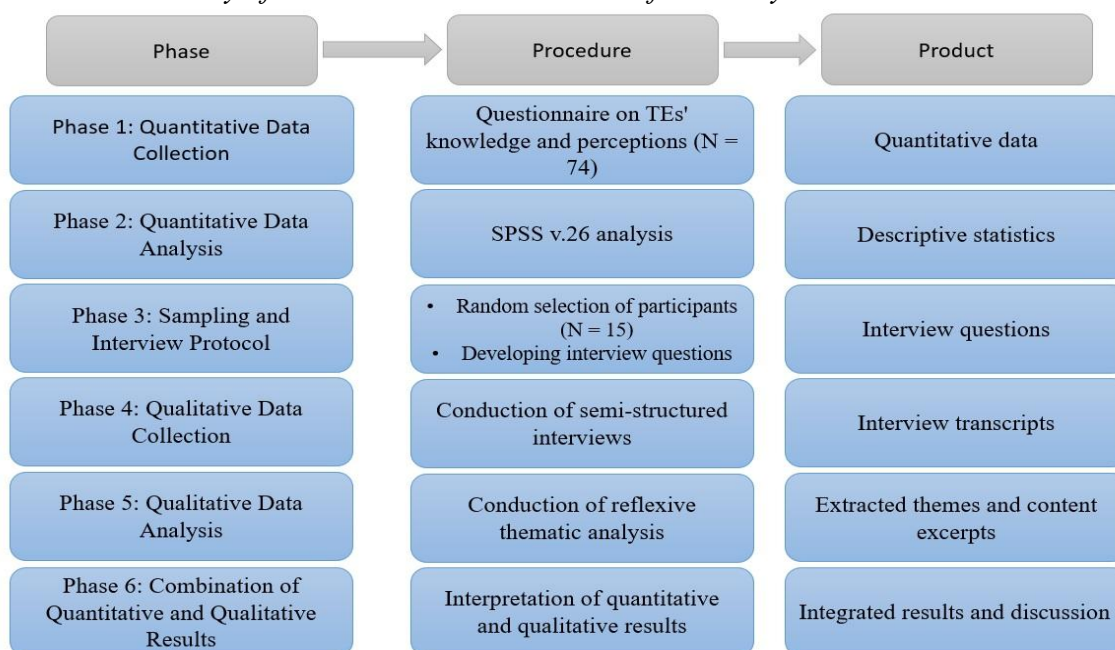 Phase
Procedure
Product
Phase 1: Quantitative Data
Collection
Questionnaire on TEs'
knowledge and perceptions (N =
74)
Quantitative data
Phase 2: Quantitative Data
Analysis
SPSS v.26 analysis
Descriptive statistics
Phase 3: Sampling and
Interview Protocol
• Random selection of participants
(N = 15)
• Developing interview questions
Interview questions
Phase 4: Qualitative Data
Collection
Conduction of semi-structured
interviews
Interview transcripts
Phase 5: Qualitative Data
Analysis
Conduction of reflexive
thematic analysis
Extracted themes and content
excerpts
Phase 6: Combination of
Quantitative and Qualitative
Results
Interpretation of quantitative
and qualitative results
Integrated results and discussion